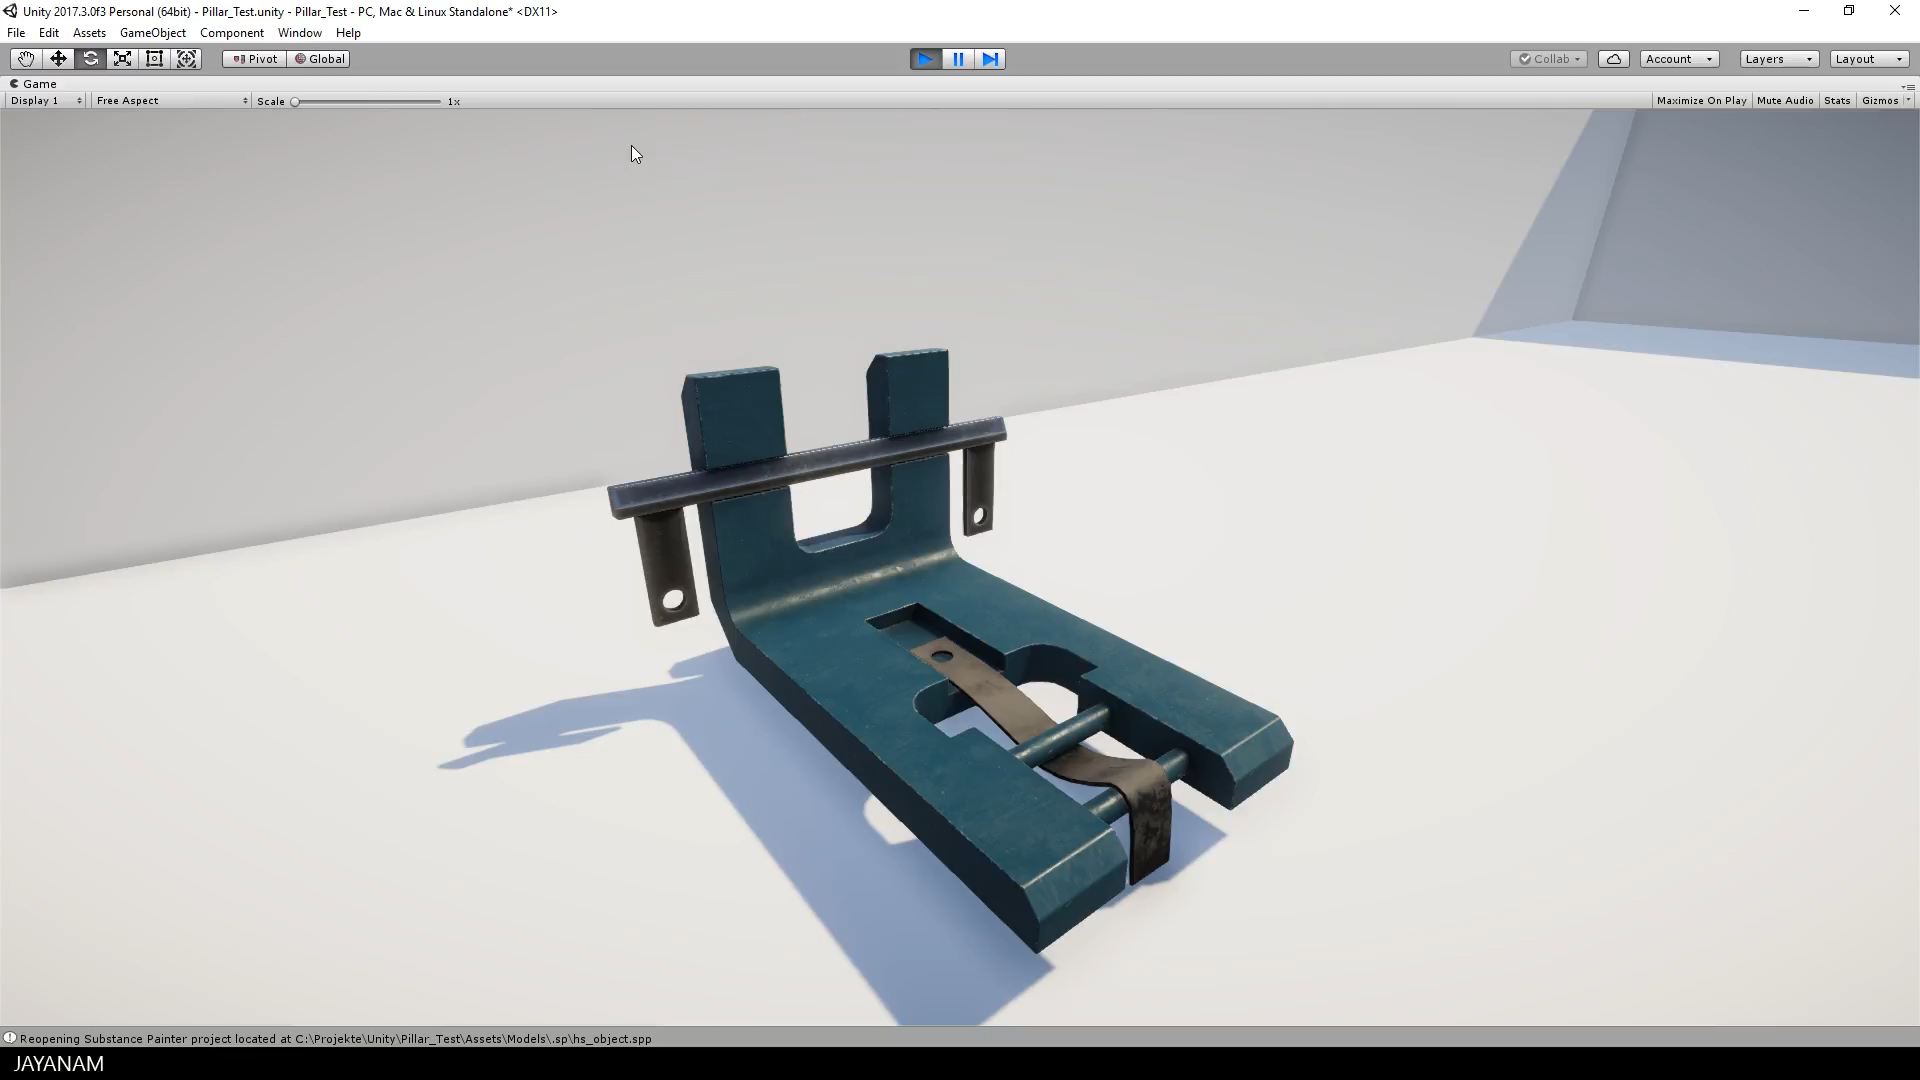 Unity 2017.3.0f3 Personal (64bit) - Pillar_Test.unity - Pillar_Test - PC, Mac & Linux Standalone* <DX11>
File Edit Assets GameObject Component Window Help
Pivot Global Collab Account Layers Layout
Game
Display 1 Free Aspect Scale 1x Maximize On Play Mute Audio Stats Gizmos
Reopening Substance Painter project located at C:\Projekte\Unity\Pillar_Test\Assets\Models\.sp\hs_object.spp
JAYANAM